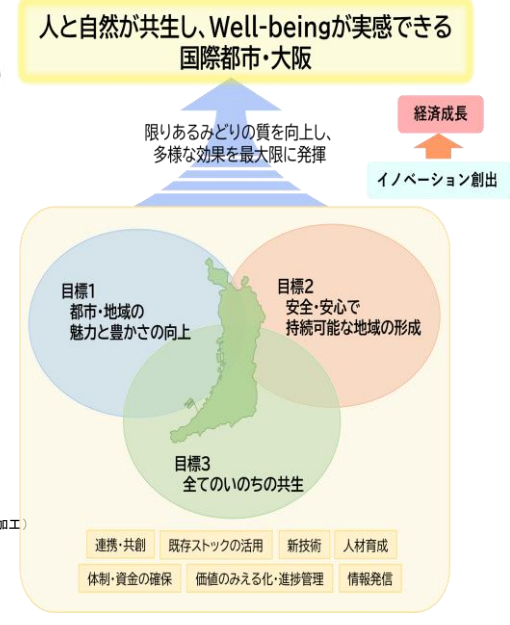 人と自然が共生し、Well-beingが実感できる
国際都市・大阪
限りあるみどりの質を向上し、
多様な効果を最大限に発揮
経済成長
イノベーション創出
目標1
都市・地域の
魅力と豊かさの向上
目標2
安全・安心で
持続可能な地域の形成
目標3
全てのいのちの共生
加工）
連携・共創 既存ストックの活用 新技術 人材育成
体制・資金の確保 価値のみえる化・進捗管理 情報発信